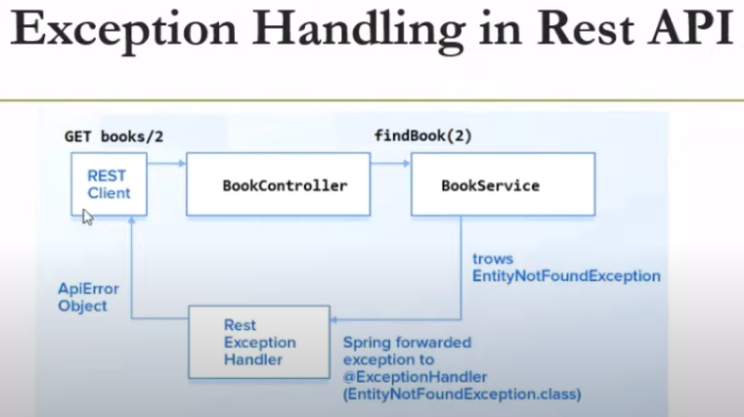 Exception Handling in Rest API
GET books/2
findBook(2)
REST
Client
BookController
BookService
trows
EntityNotFoundException
ApiError
Object
Rest
Exception
Handler
Spring forwarded
exception to
@ExceptionHandler
(EntityNotFoundException.class)